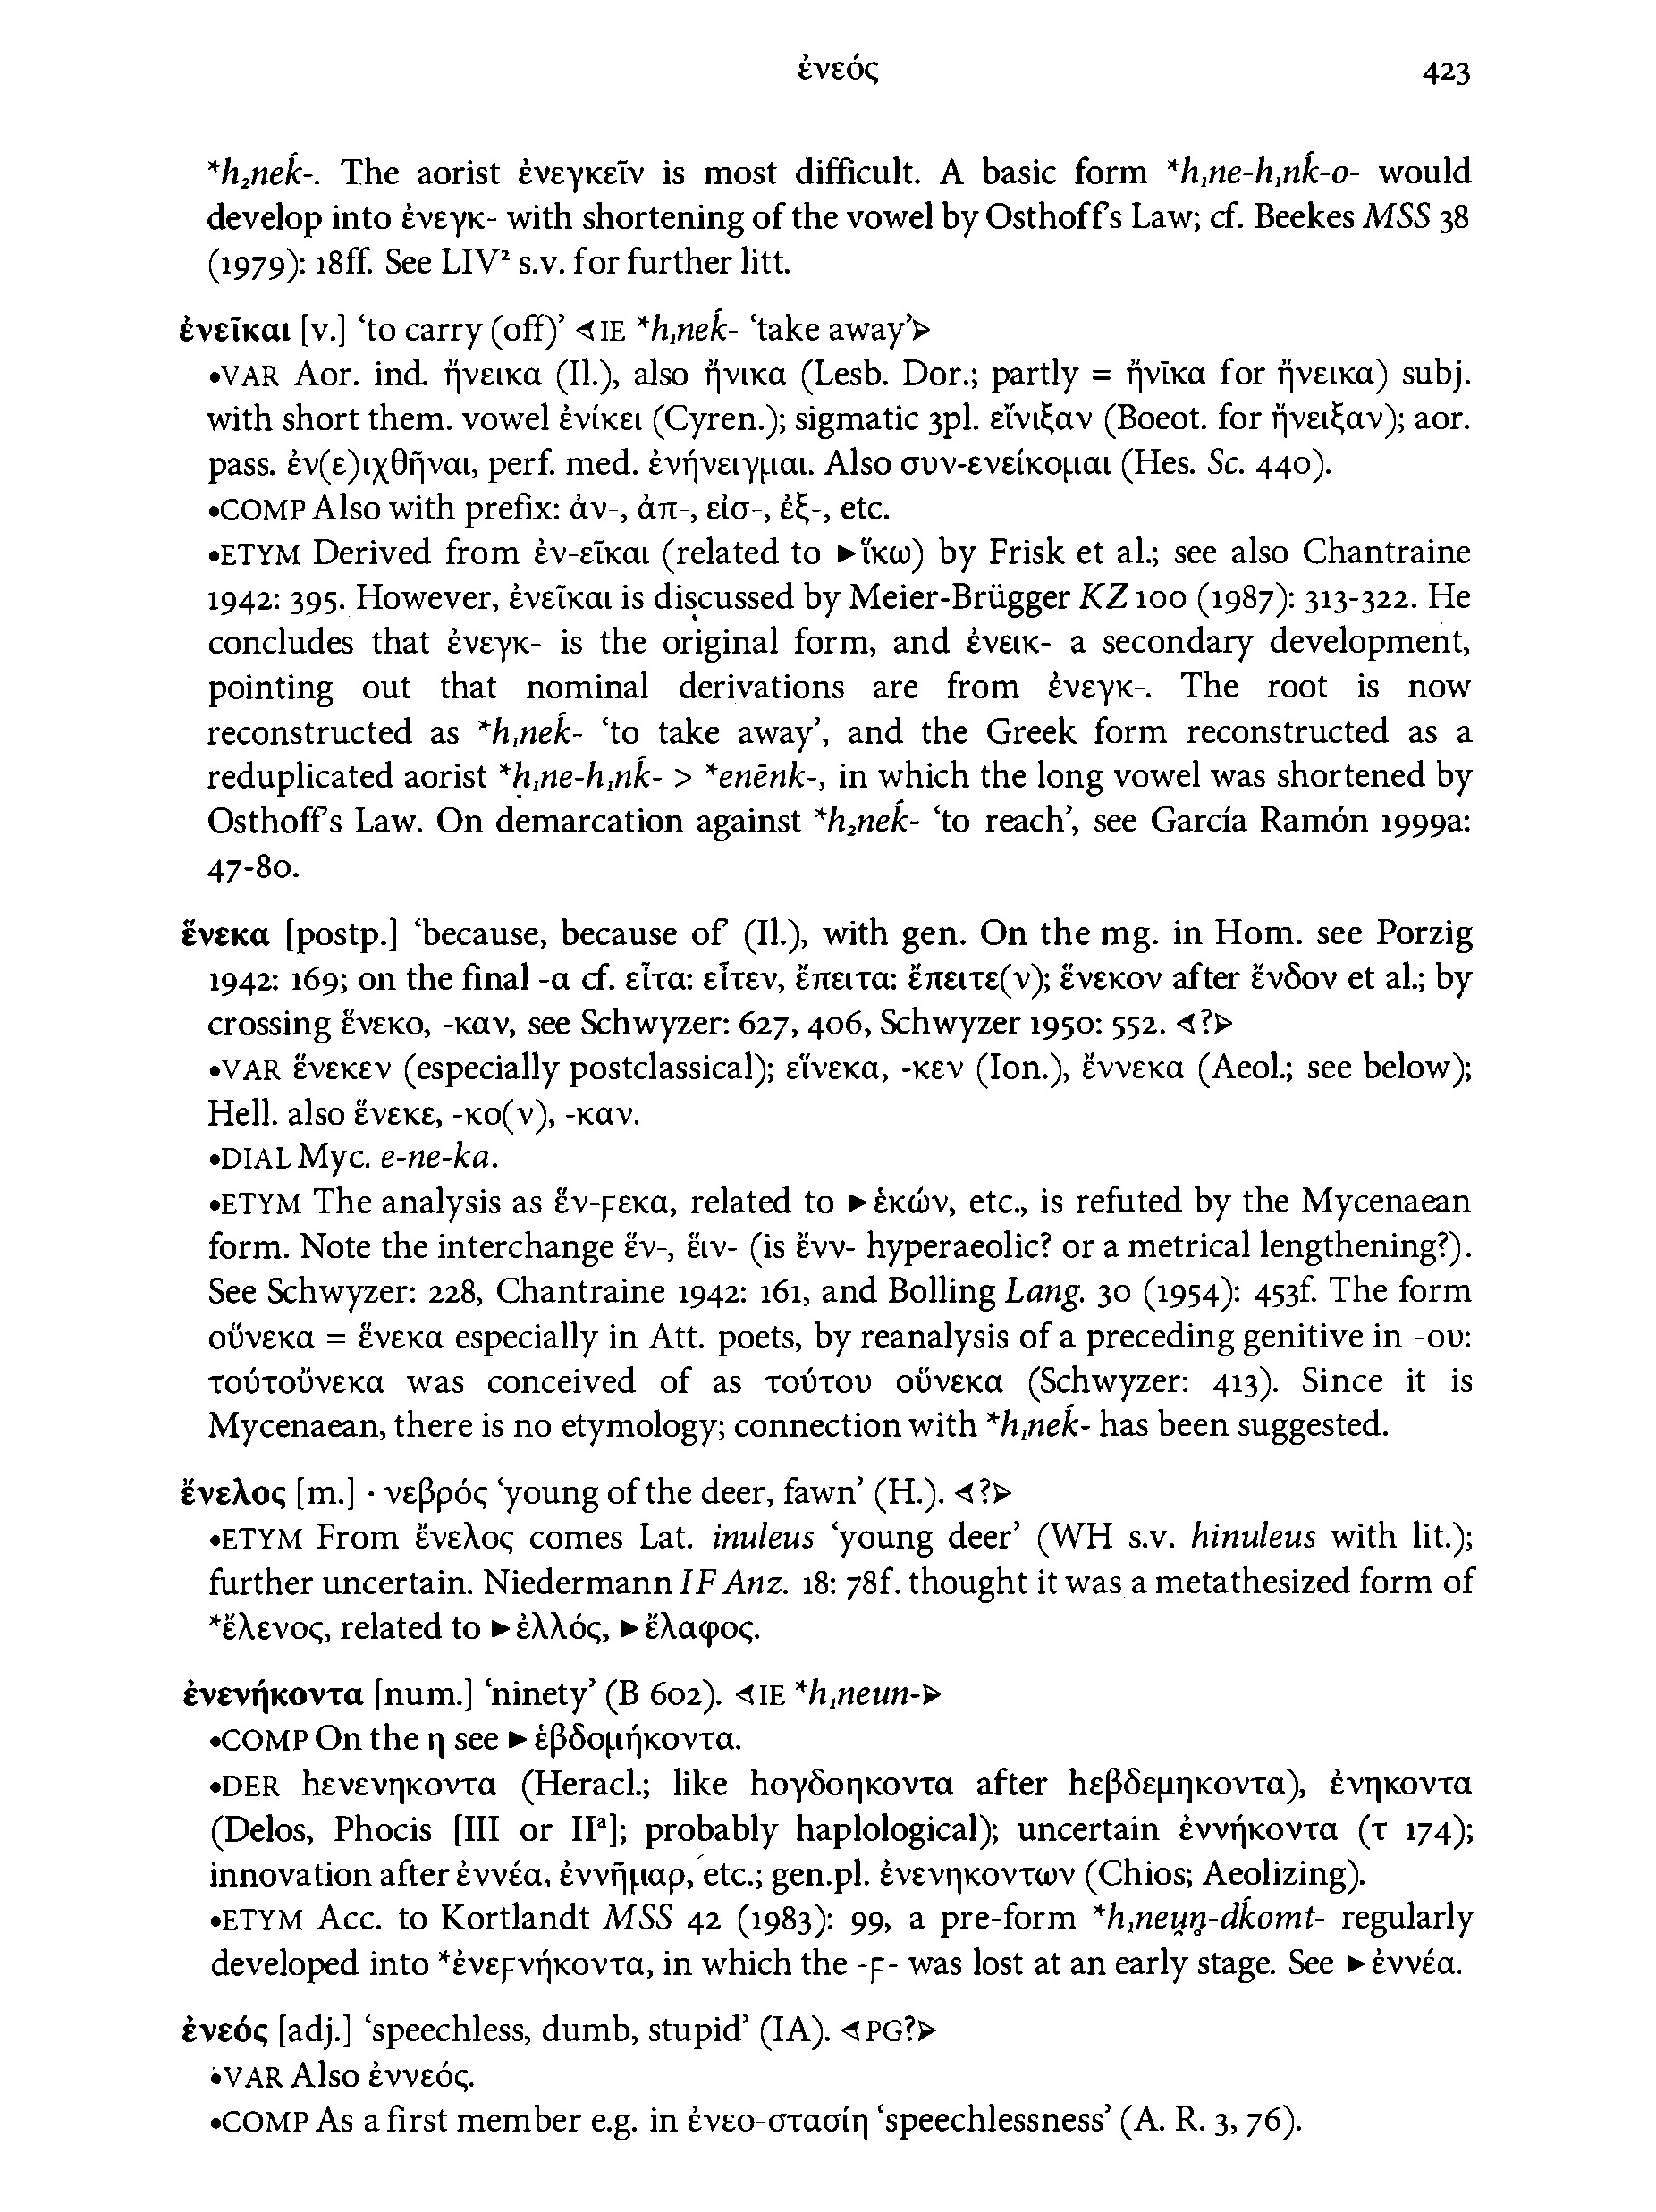 ἐνεός 423
*h₂neḱ-. The aorist ἐνεγκεῖν is most difficult. A basic form *h₁ne-h₁nḱ-o- would
develop into ἐνεγκ- with shortening of the vowel by Osthoff's Law; cf. Beekes MSS 38
(1979): 18ff. See LIV² s.v. for further litt.
ἐνεῖκαι [v.] ‘to carry (off)’ ◁IE *h₁neḱ- ‘take away’▷
•VAR Aor. ind. ἤνεικα (Il.), also ἤνικα (Lesb. Dor.; partly = ἤνῑκα for ἤνεικα) subj.
with short them. vowel ἐνίκει (Cyren.); sigmatic 3pl. εἴνιξαν (Boeot. for ἤνειξαν); aor.
pass. ἐν(ε)ιχθῆναι, perf. med. ἐνήνειγμαι. Also συν-ενείκομαι (Hes. Sc. 440).
•COMP Also with prefix: ἀν-, ἀπ-, εἰσ-, ἐξ-, etc.
•ETYM Derived from ἐν-εῖκαι (related to ►ἵκω) by Frisk et al.; see also Chantraine
1942: 395. However, ἐνεῖκαι is discussed by Meier-Brügger KZ 100 (1987): 313-322. He
concludes that ἐνεγκ- is the original form, and ἐνεικ- a secondary development,
pointing out that nominal derivations are from ἐνεγκ-. The root is now
reconstructed as *h₁neḱ- ‘to take away’, and the Greek form reconstructed as a
reduplicated aorist *h₁ne-h₁nḱ- > *enēnk-, in which the long vowel was shortened by
Osthoff's Law. On demarcation against *h₂neḱ- ‘to reach’, see García Ramón 1999a:
47-80.
ἕνεκα [postp.] ‘because, because of’ (Il.), with gen. On the mg. in Hom. see Porzig
1942: 169; on the final -α cf. εἶτα: εἶτεν, ἔπειτα: ἔπειτε(ν); ἕνεκον after ἔνδον et al.; by
crossing ἕνεκο, -καν, see Schwyzer: 627, 406, Schwyzer 1950: 552. ◁?▷
•VAR ἕνεκεν (especially postclassical); εἵνεκα, -κεν (Ion.), ἕννεκα (Aeol.; see below);
Hell. also ἕνεκε, -κο(ν), -καν.
•DIAL Myc. e-ne-ka.
•ETYM The analysis as ἕν-ϝεκα, related to ►ἑκών, etc., is refuted by the Mycenaean
form. Note the interchange ἕν-, ἕιν- (is ἕνν- hyperaeolic? or a metrical lengthening?).
See Schwyzer: 228, Chantraine 1942: 161, and Bolling Lang. 30 (1954): 453f. The form
οὕνεκα = ἕνεκα especially in Att. poets, by reanalysis of a preceding genitive in -ου:
τούτοὕνεκα was conceived of as τούτου οὕνεκα (Schwyzer: 413). Since it is
Mycenaean, there is no etymology; connection with *h₁neḱ- has been suggested.
ἔνελος [m.] · νεβρός ‘young of the deer, fawn’ (H.). ◁?▷
•ETYM From ἔνελος comes Lat. inuleus ‘young deer’ (WH s.v. hinuleus with lit.);
further uncertain. Niedermann IF Anz. 18: 78f. thought it was a metathesized form of
*ἔλενος, related to ►ἐλλός, ►ἔλαφος.
ἐνενήκοντα [num.] ‘ninety’ (B 602). ◁IE *h₁neun-▷
•COMP On the η see ►ἑβδομήκοντα.
•DER hενενηκοντα (Heracl.; like hογδοηκοντα after hεβδεμηκοντα), ἐνηκοντα
(Delos, Phocis [III or IIᵃ]; probably haplological); uncertain ἐννήκοντα (τ 174);
innovation after ἐννέα, ἐννῆμαρ, etc.; gen.pl. ἐνενηκοντων (Chios; Aeolizing).
•ETYM Acc. to Kortlandt MSS 42 (1983): 99, a pre-form *h₁neu̯n̥-dḱomt- regularly
developed into *ἐνεϝνήκοντα, in which the -ϝ- was lost at an early stage. See ►ἐννέα.
ἐνεός [adj.] ‘speechless, dumb, stupid’ (IA). ◁PG?▷
•VAR Also ἐννεός.
•COMP As a first member e.g. in ἐνεο-στασίη ‘speechlessness’ (A. R. 3, 76).